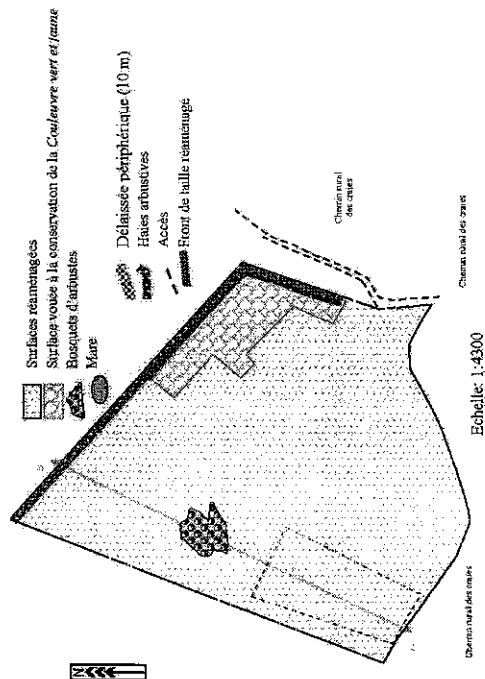 Surfaces réaménagées
Surface vouée à la conservation de la Couleuvre vert et jaune
Bosquets d'arbustes
Mare
Délaissée périphérique (10 m)
Haies arbustives
Accès
Front de taille réaménagé
Chemin rural
des craies
Chemin rural des craies
Echelle: 1:4300
Chemin rural des craies
N